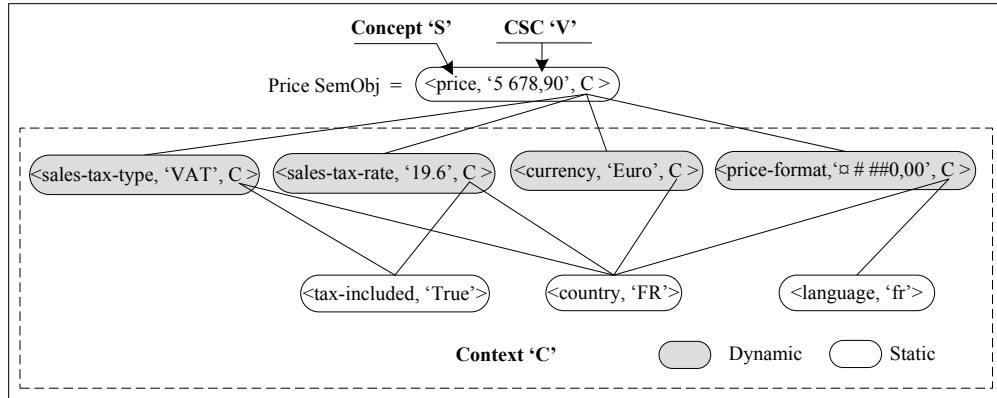 Concept ‘S’ CSC ‘V’
Price SemObj = <price, ‘5 678,90’, C >
<sales-tax-type, ‘VAT’, C > <sales-tax-rate, ‘19.6’, C > <currency, ‘Euro’, C > <price-format,‘¤ # ##0,00’, C >
<tax-included, ‘True’> <country, ‘FR’> <language, ‘fr’>
Context ‘C’ Dynamic Static